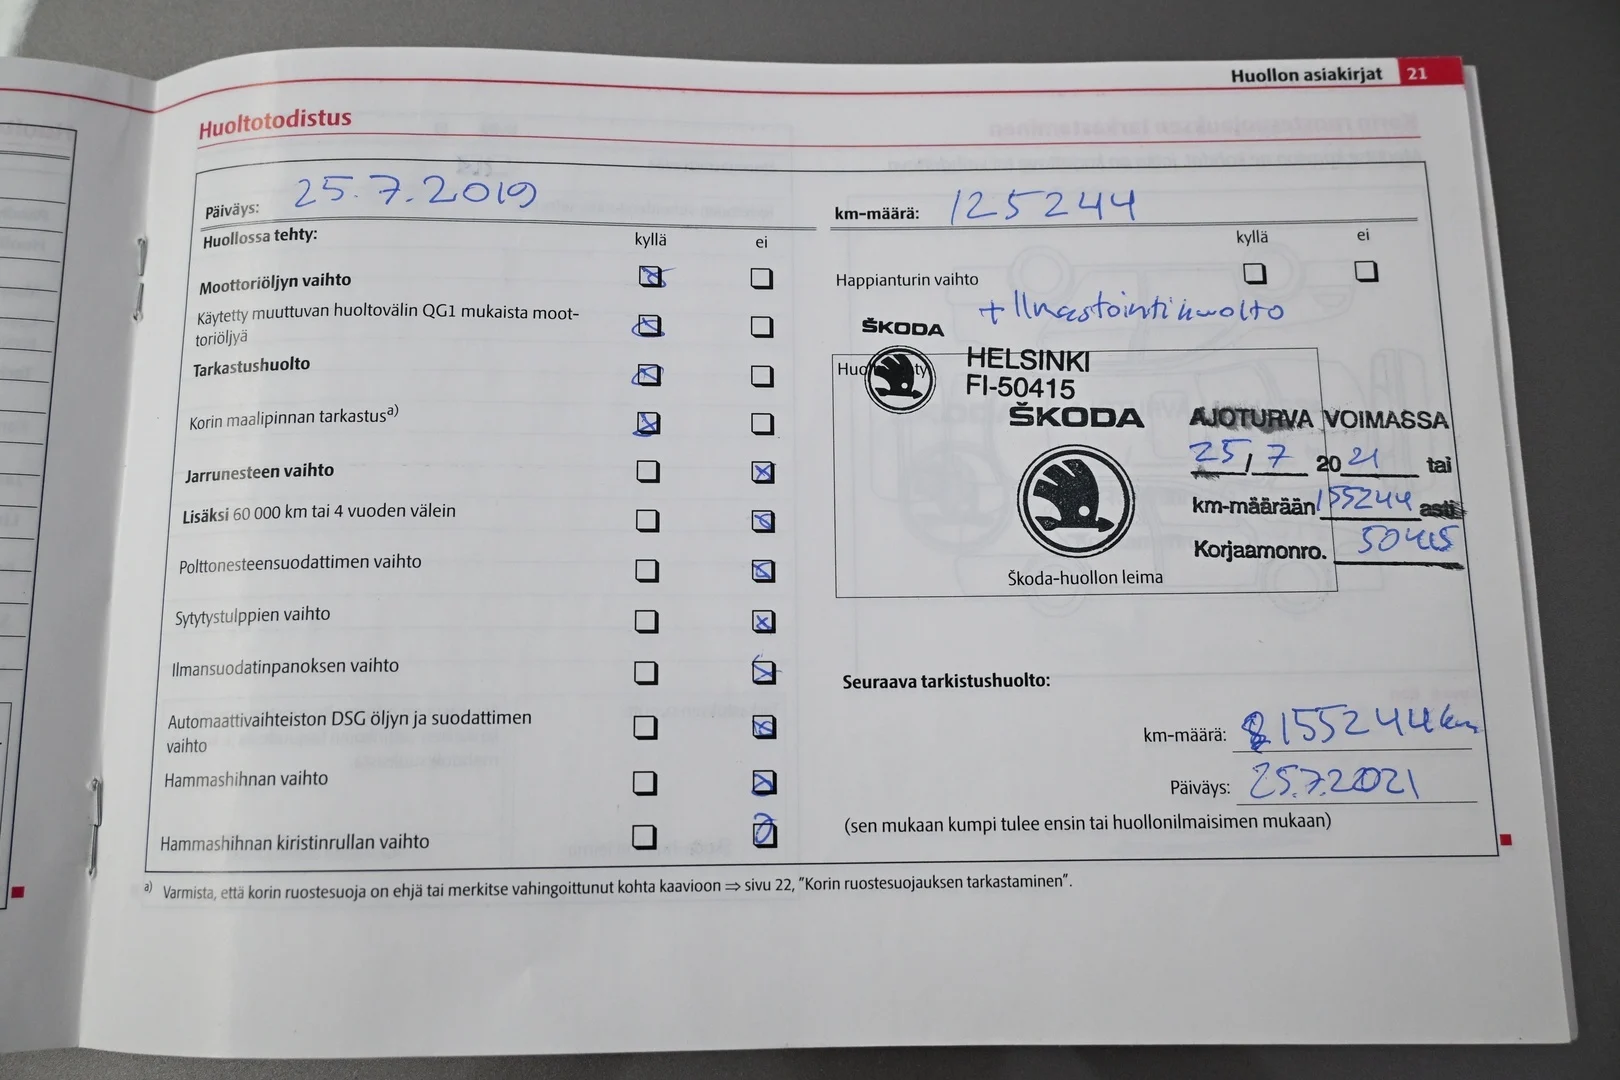 Huollon asiakirjat 21
Huoltotodistus
Päiväys: 25.7.2019
Huollossa tehty: kyllä ei
Moottoriöljyn vaihto
Käytetty muuttuvan huoltovälin QG1 mukaista moot-
toriöljyä
Tarkastushuolto
Korin maalipinnan tarkastus a)
Jarrunesteen vaihto
Lisäksi 60 000 km tai 4 vuoden välein
Polttonesteensuodattimen vaihto
Sytytystulppien vaihto
Ilmansuodatinpanoksen vaihto
Automaattivaihteiston DSG öljyn ja suodattimen
vaihto
Hammashihnan vaihto
Hammashihnan kiristinrullan vaihto
km-määrä: 125244
kyllä ei
Happianturin vaihto
+ Ilmastointihuolto
ŠKODA
HELSINKI
FI-50415
ŠKODA
AJOTURVA VOIMASSA
25/7 2021 tai
km-määrään 155244 asti
Korjaamonro. 50415
Škoda-huollon leima
Seuraava tarkistushuolto:
km-määrä: 155244km
Päiväys: 25.7.2021
(sen mukaan kumpi tulee ensin tai huollonilmaisimen mukaan)
a) Varmista, että korin ruostesuoja on ehjä tai merkitse vahingoittunut kohta kaavioon ⇒ sivu 22, "Korin ruostesuojauksen tarkastaminen".